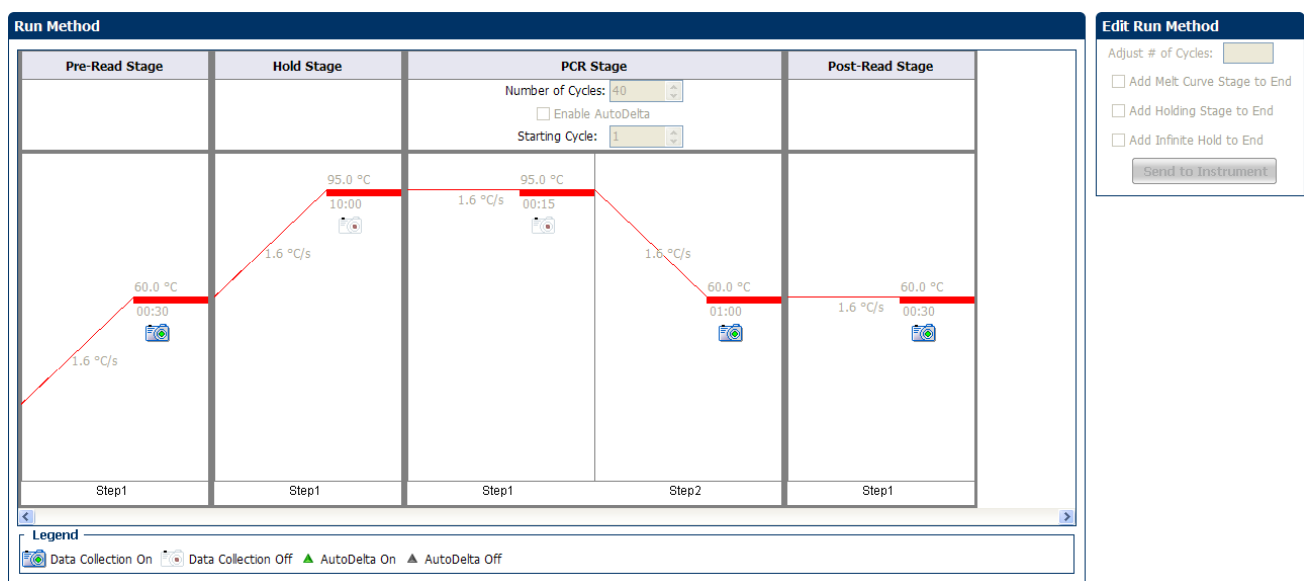 Run Method
Pre-Read Stage
Hold Stage
PCR Stage
Post-Read Stage
Number of Cycles: 40
Enable AutoDelta
Starting Cycle: 1
60.0 °C
00:30
1.6 °C/s
Step1
95.0 °C
10:00
1.6 °C/s
Step1
95.0 °C
1.6 °C/s 00:15
Step1
1.6 °C/s
60.0 °C
01:00
Step2
60.0 °C
1.6 °C/s 00:30
Step1
Legend
Data Collection On Data Collection Off AutoDelta On AutoDelta Off
Edit Run Method
Adjust # of Cycles:
Add Melt Curve Stage to End
Add Holding Stage to End
Add Infinite Hold to End
Send to Instrument